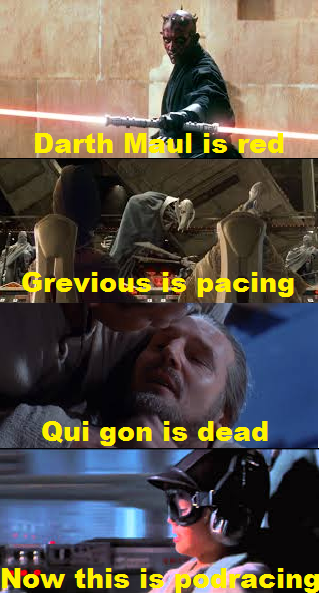 Darth Maul is red
Grevious is pacing
Qui gon is dead
Now this is podracing